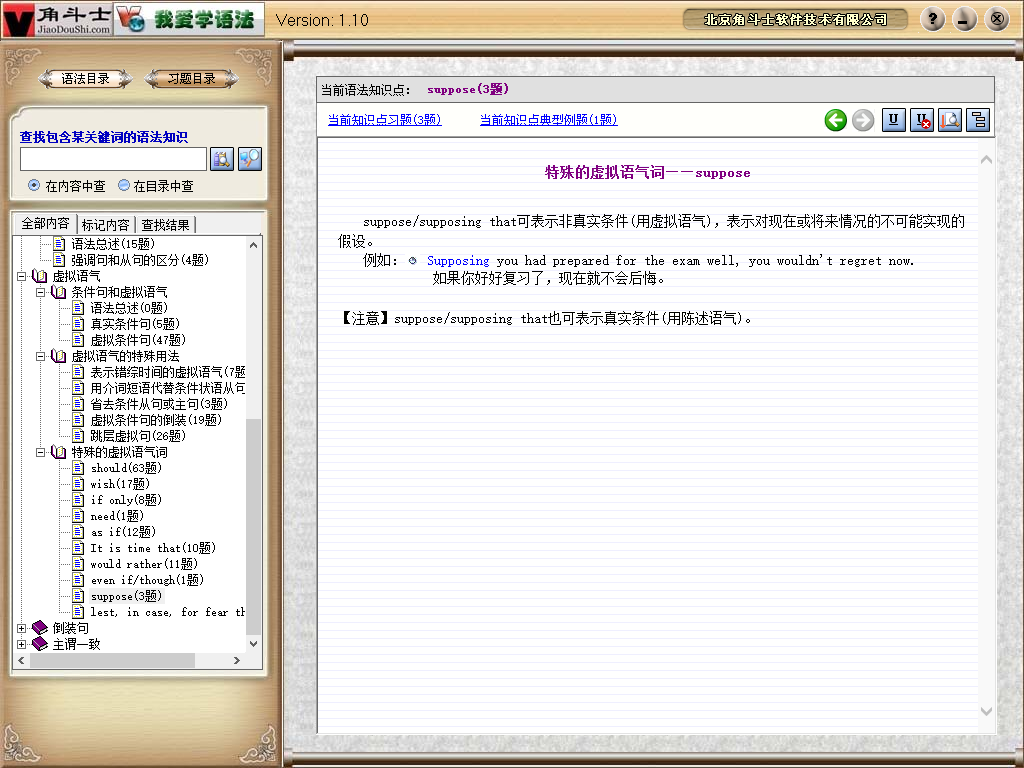 角斗士
JiaoDouShi.com
我爱学语法
Version: 1.10
北京角斗士软件技术有限公司
语法目录
习题目录
查找包含某关键词的语法知识
在内容中查
在目录中查
全部内容
标记内容
查找结果
语法总述(15题)
强调句和从句的区分(4题)
虚拟语气
条件句和虚拟语气
语法总述(0题)
真实条件句(5题)
虚拟条件句(47题)
虚拟语气的特殊用法
表示错综时间的虚拟语气(7题
用介词短语代替条件状语从句
省去条件从句或主句(3题)
虚拟条件句的倒装(19题)
跳层虚拟句(26题)
特殊的虚拟语气词
should(63题)
wish(17题)
if only(8题)
need(1题)
as if(12题)
It is time that(10题)
would rather(11题)
even if/though(1题)
suppose(3题)
lest, in case, for fear th
倒装句
主谓一致
当前语法知识点: suppose(3题)
当前知识点习题(3题)
当前知识点典型例题(1题)
特殊的虚拟语气词——suppose
suppose/supposing that可表示非真实条件(用虚拟语气)，表示对现在或将来情况的不可能实现的
假设。
例如: Supposing you had prepared for the exam well, you wouldn't regret now.
如果你好好复习了，现在就不会后悔。
【注意】suppose/supposing that也可表示真实条件(用陈述语气)。